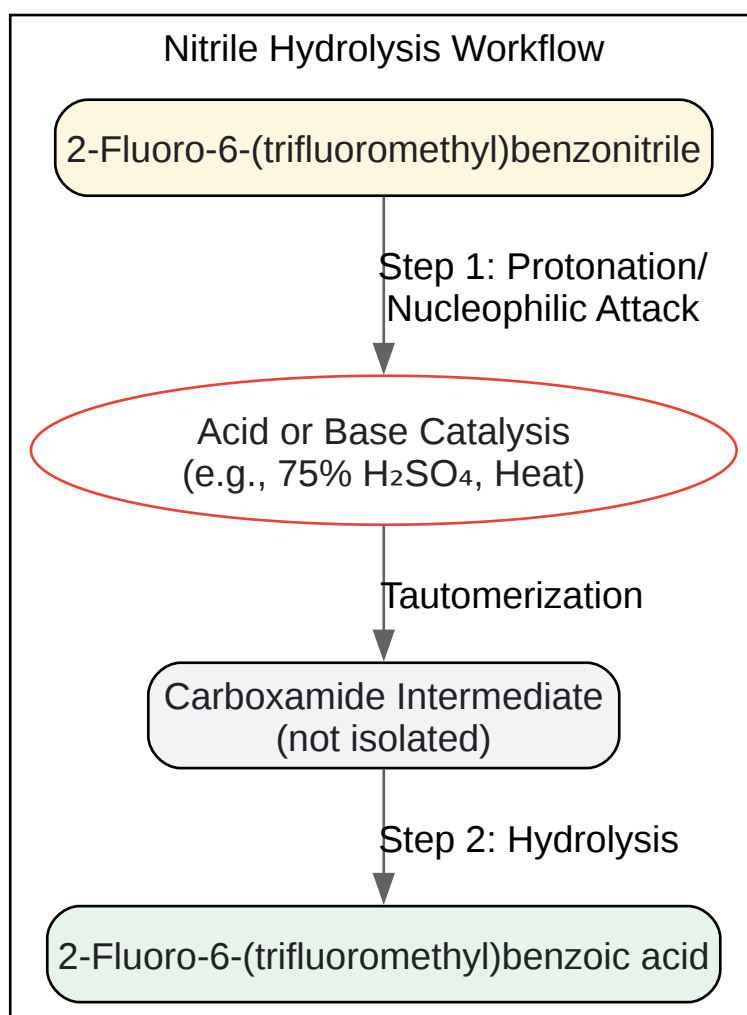 Nitrile Hydrolysis Workflow
2-Fluoro-6-(trifluoromethyl)benzonitrile
Step 1: Protonation/
Nucleophilic Attack
Acid or Base Catalysis
(e.g., 75% H₂SO₄, Heat)
Tautomerization
Carboxamide Intermediate
(not isolated)
Step 2: Hydrolysis
2-Fluoro-6-(trifluoromethyl)benzoic acid